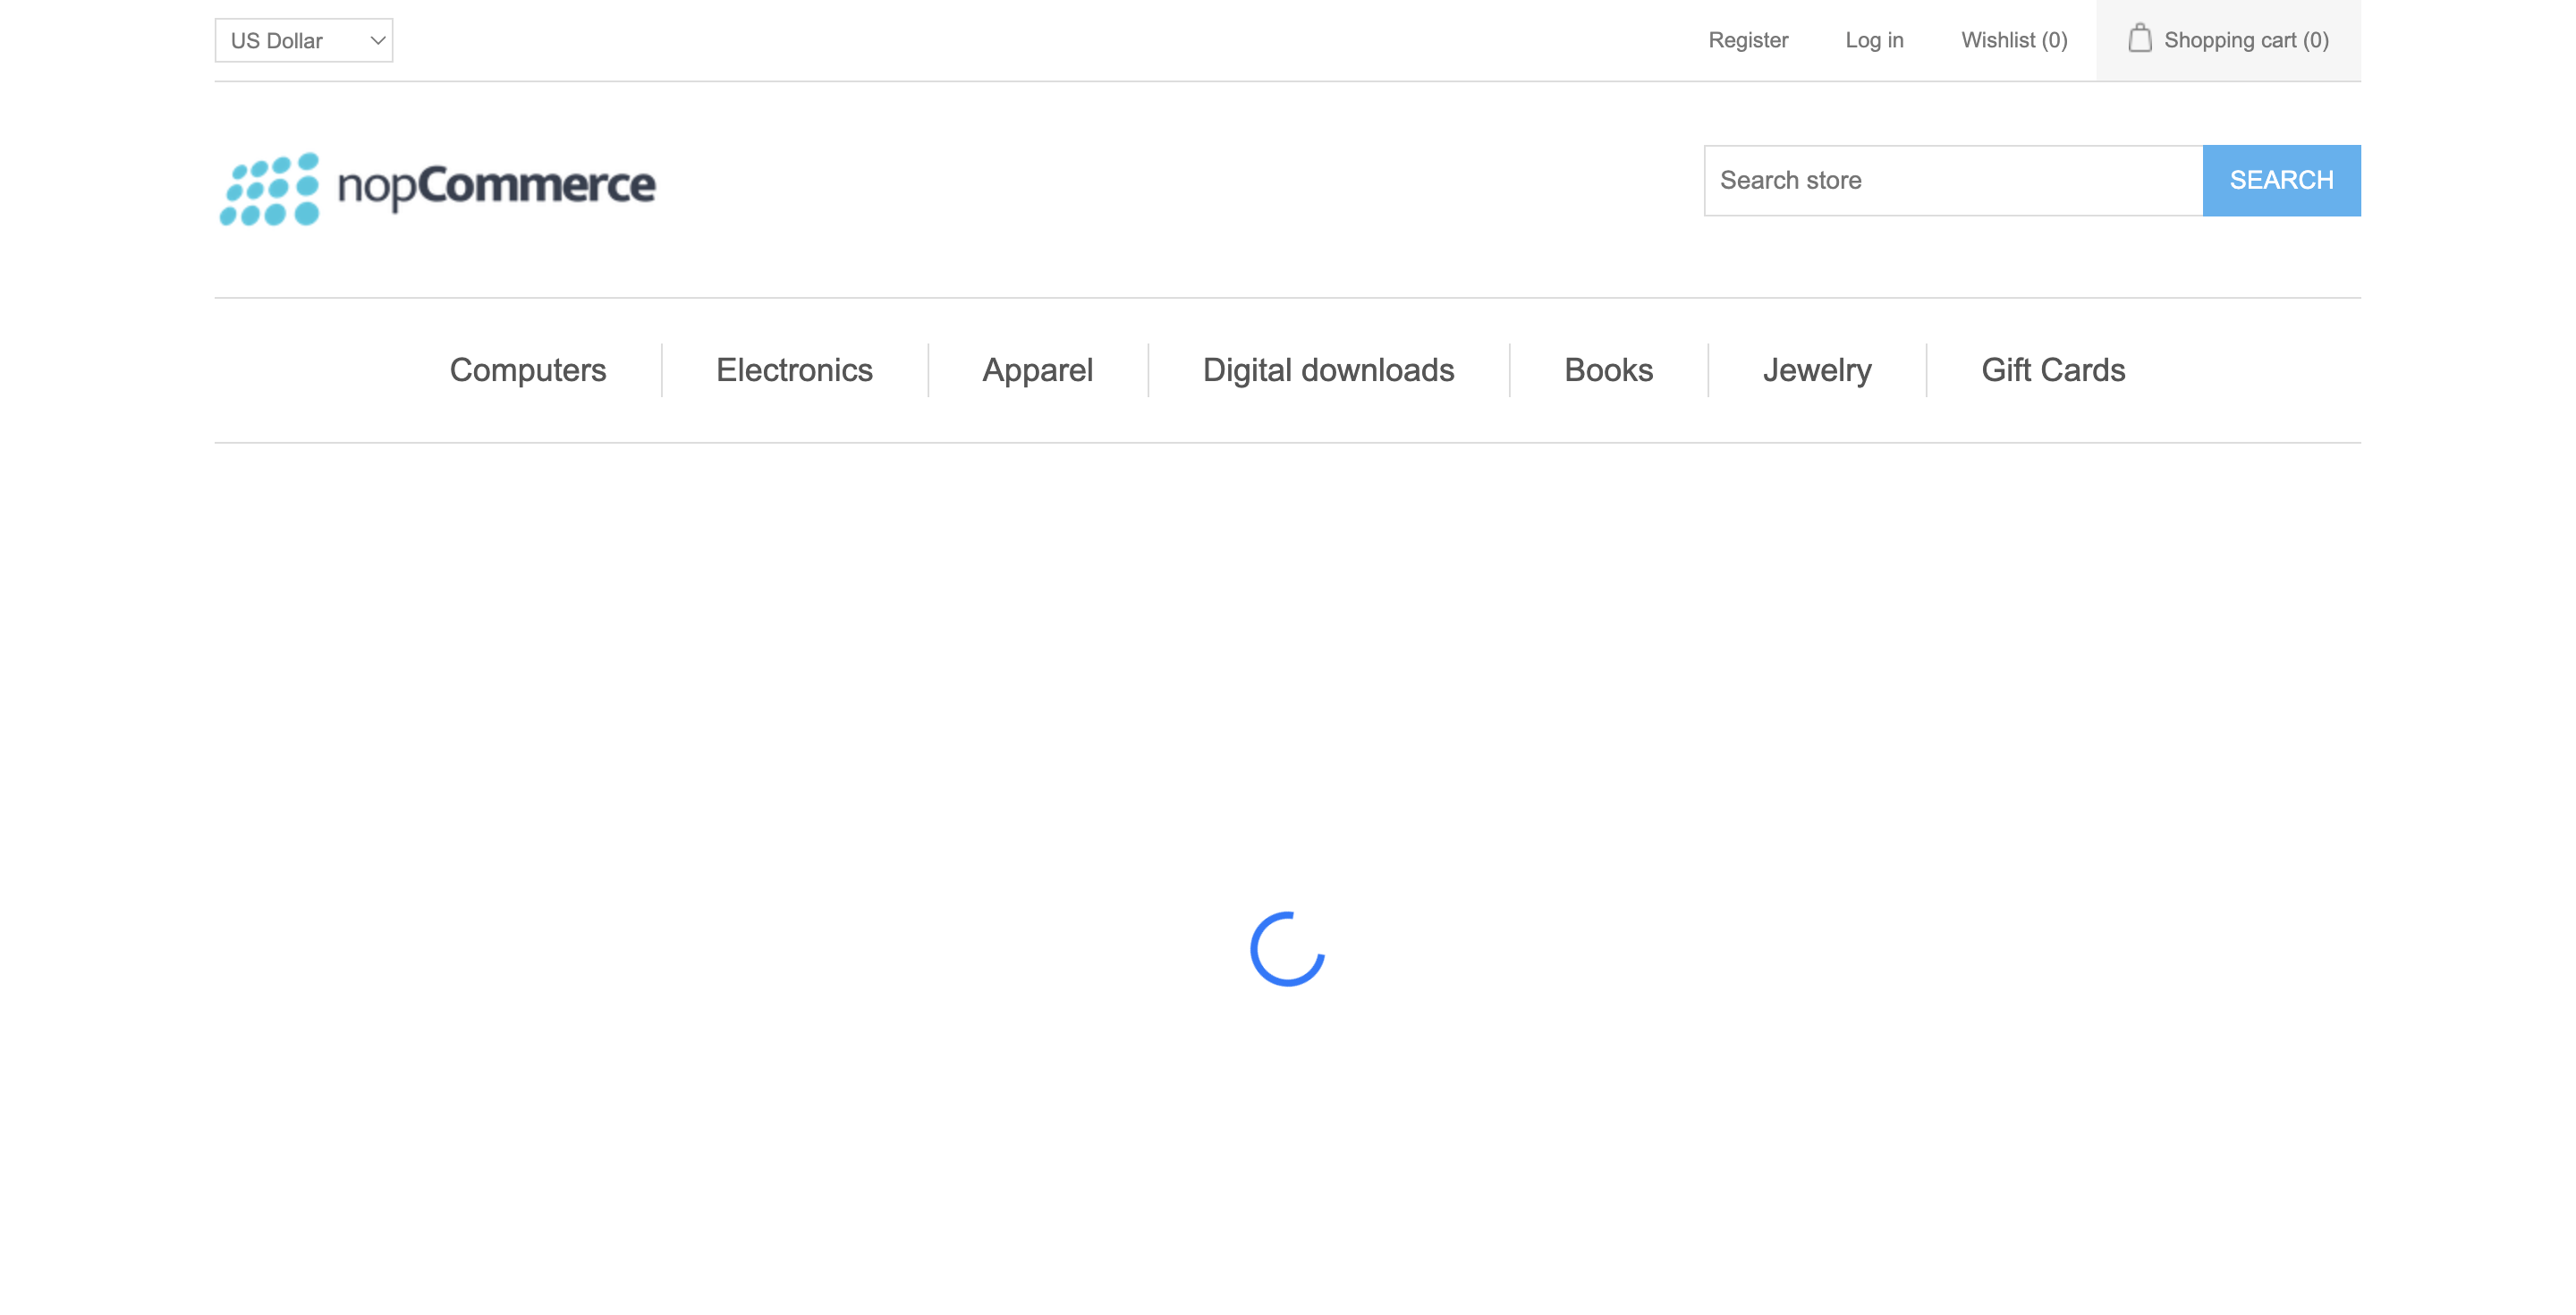 US Dollar
Register Log in Wishlist (0) Shopping cart (0)
nopCommerce
Search store SEARCH
Computers Electronics Apparel Digital downloads Books Jewelry Gift Cards